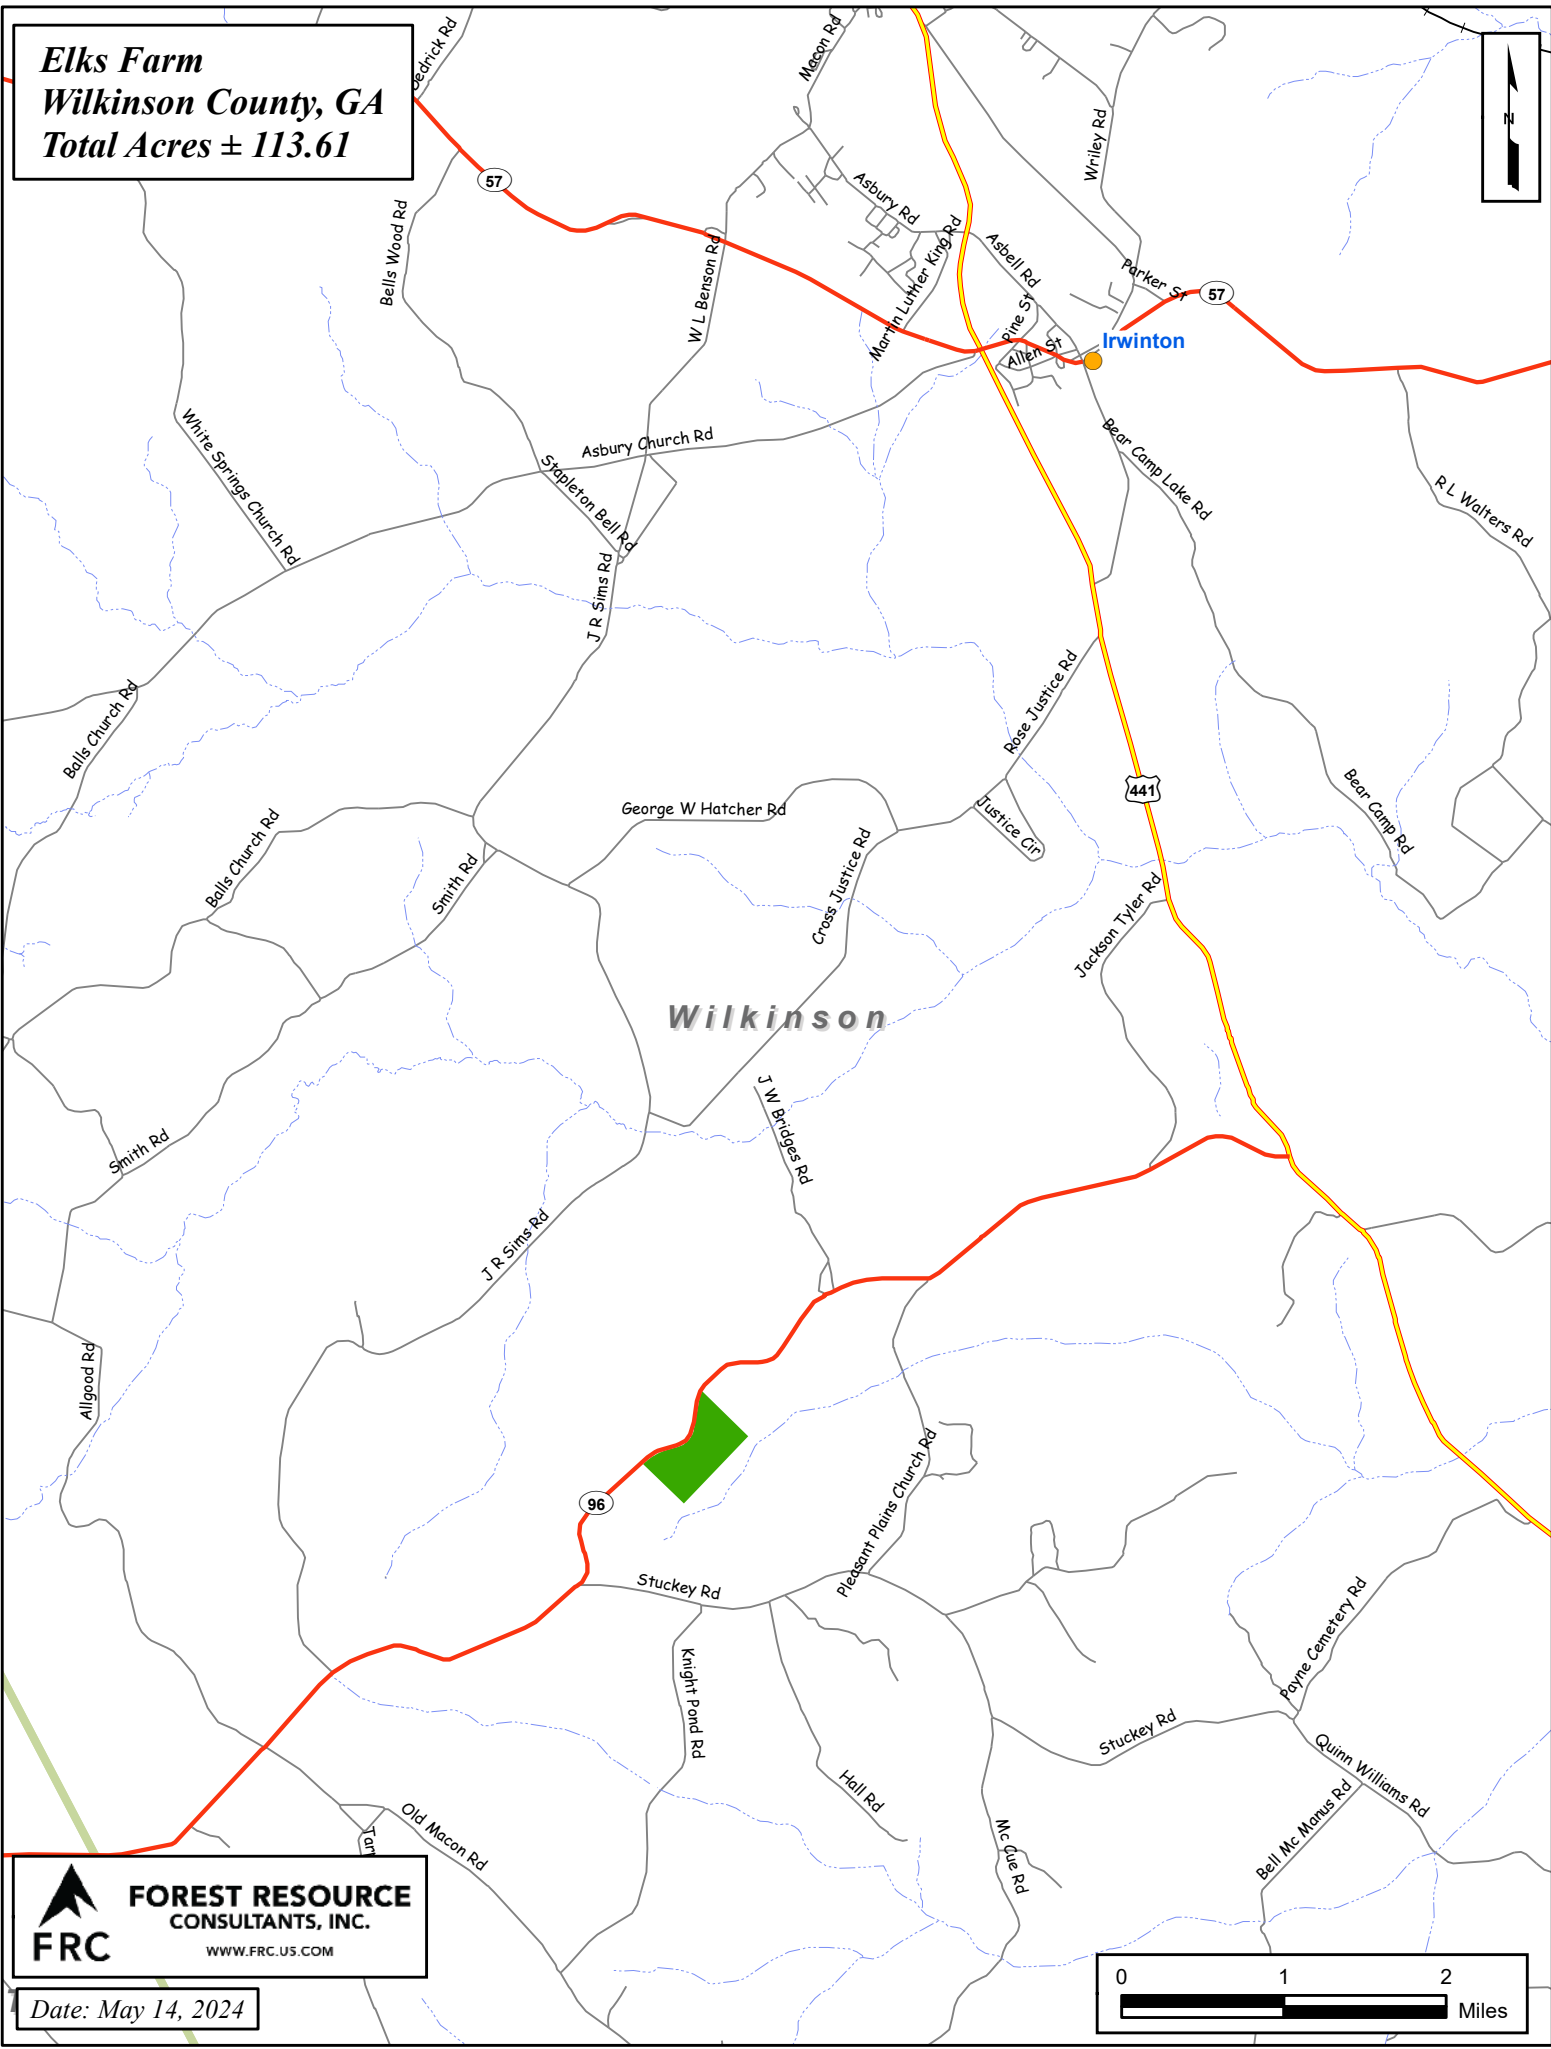 Elks Farm
Wilkinson County, GA
Total Acres ± 113.61
Macon Rd
N
Wriley Rd
57
Asbury Rd
Bells Wood Rd
W L Benson Rd
Martin Luther King Rd
Asbell Rd
Parker St
57
Pine St
Allen St
Irwinton
White Springs Church Rd
Asbury Church Rd
Stapleton Bell Rd
Bear Camp Lake Rd
R L Walters Rd
J R Sims Rd
Rose Justice Rd
Balls Church Rd
441
George W Hatcher Rd
Justice Cir
Bear Camp Rd
Balls Church Rd
Smith Rd
Cross Justice Rd
Jackson Tyler Rd
Wilkinson
J W Bridges Rd
Smith Rd
J R Sims Rd
Allgood Rd
Pleasant Plains Church Rd
96
Stuckey Rd
Payne Cemetery Rd
Knight Pond Rd
Stuckey Rd
Quinn Williams Rd
Hall Rd
Bell Mc Manus Rd
Old Macon Rd
Mc Cue Rd
FRC
FOREST RESOURCE
CONSULTANTS, INC.
WWW.FRC.US.COM
Date: May 14, 2024
0 1 2
Miles